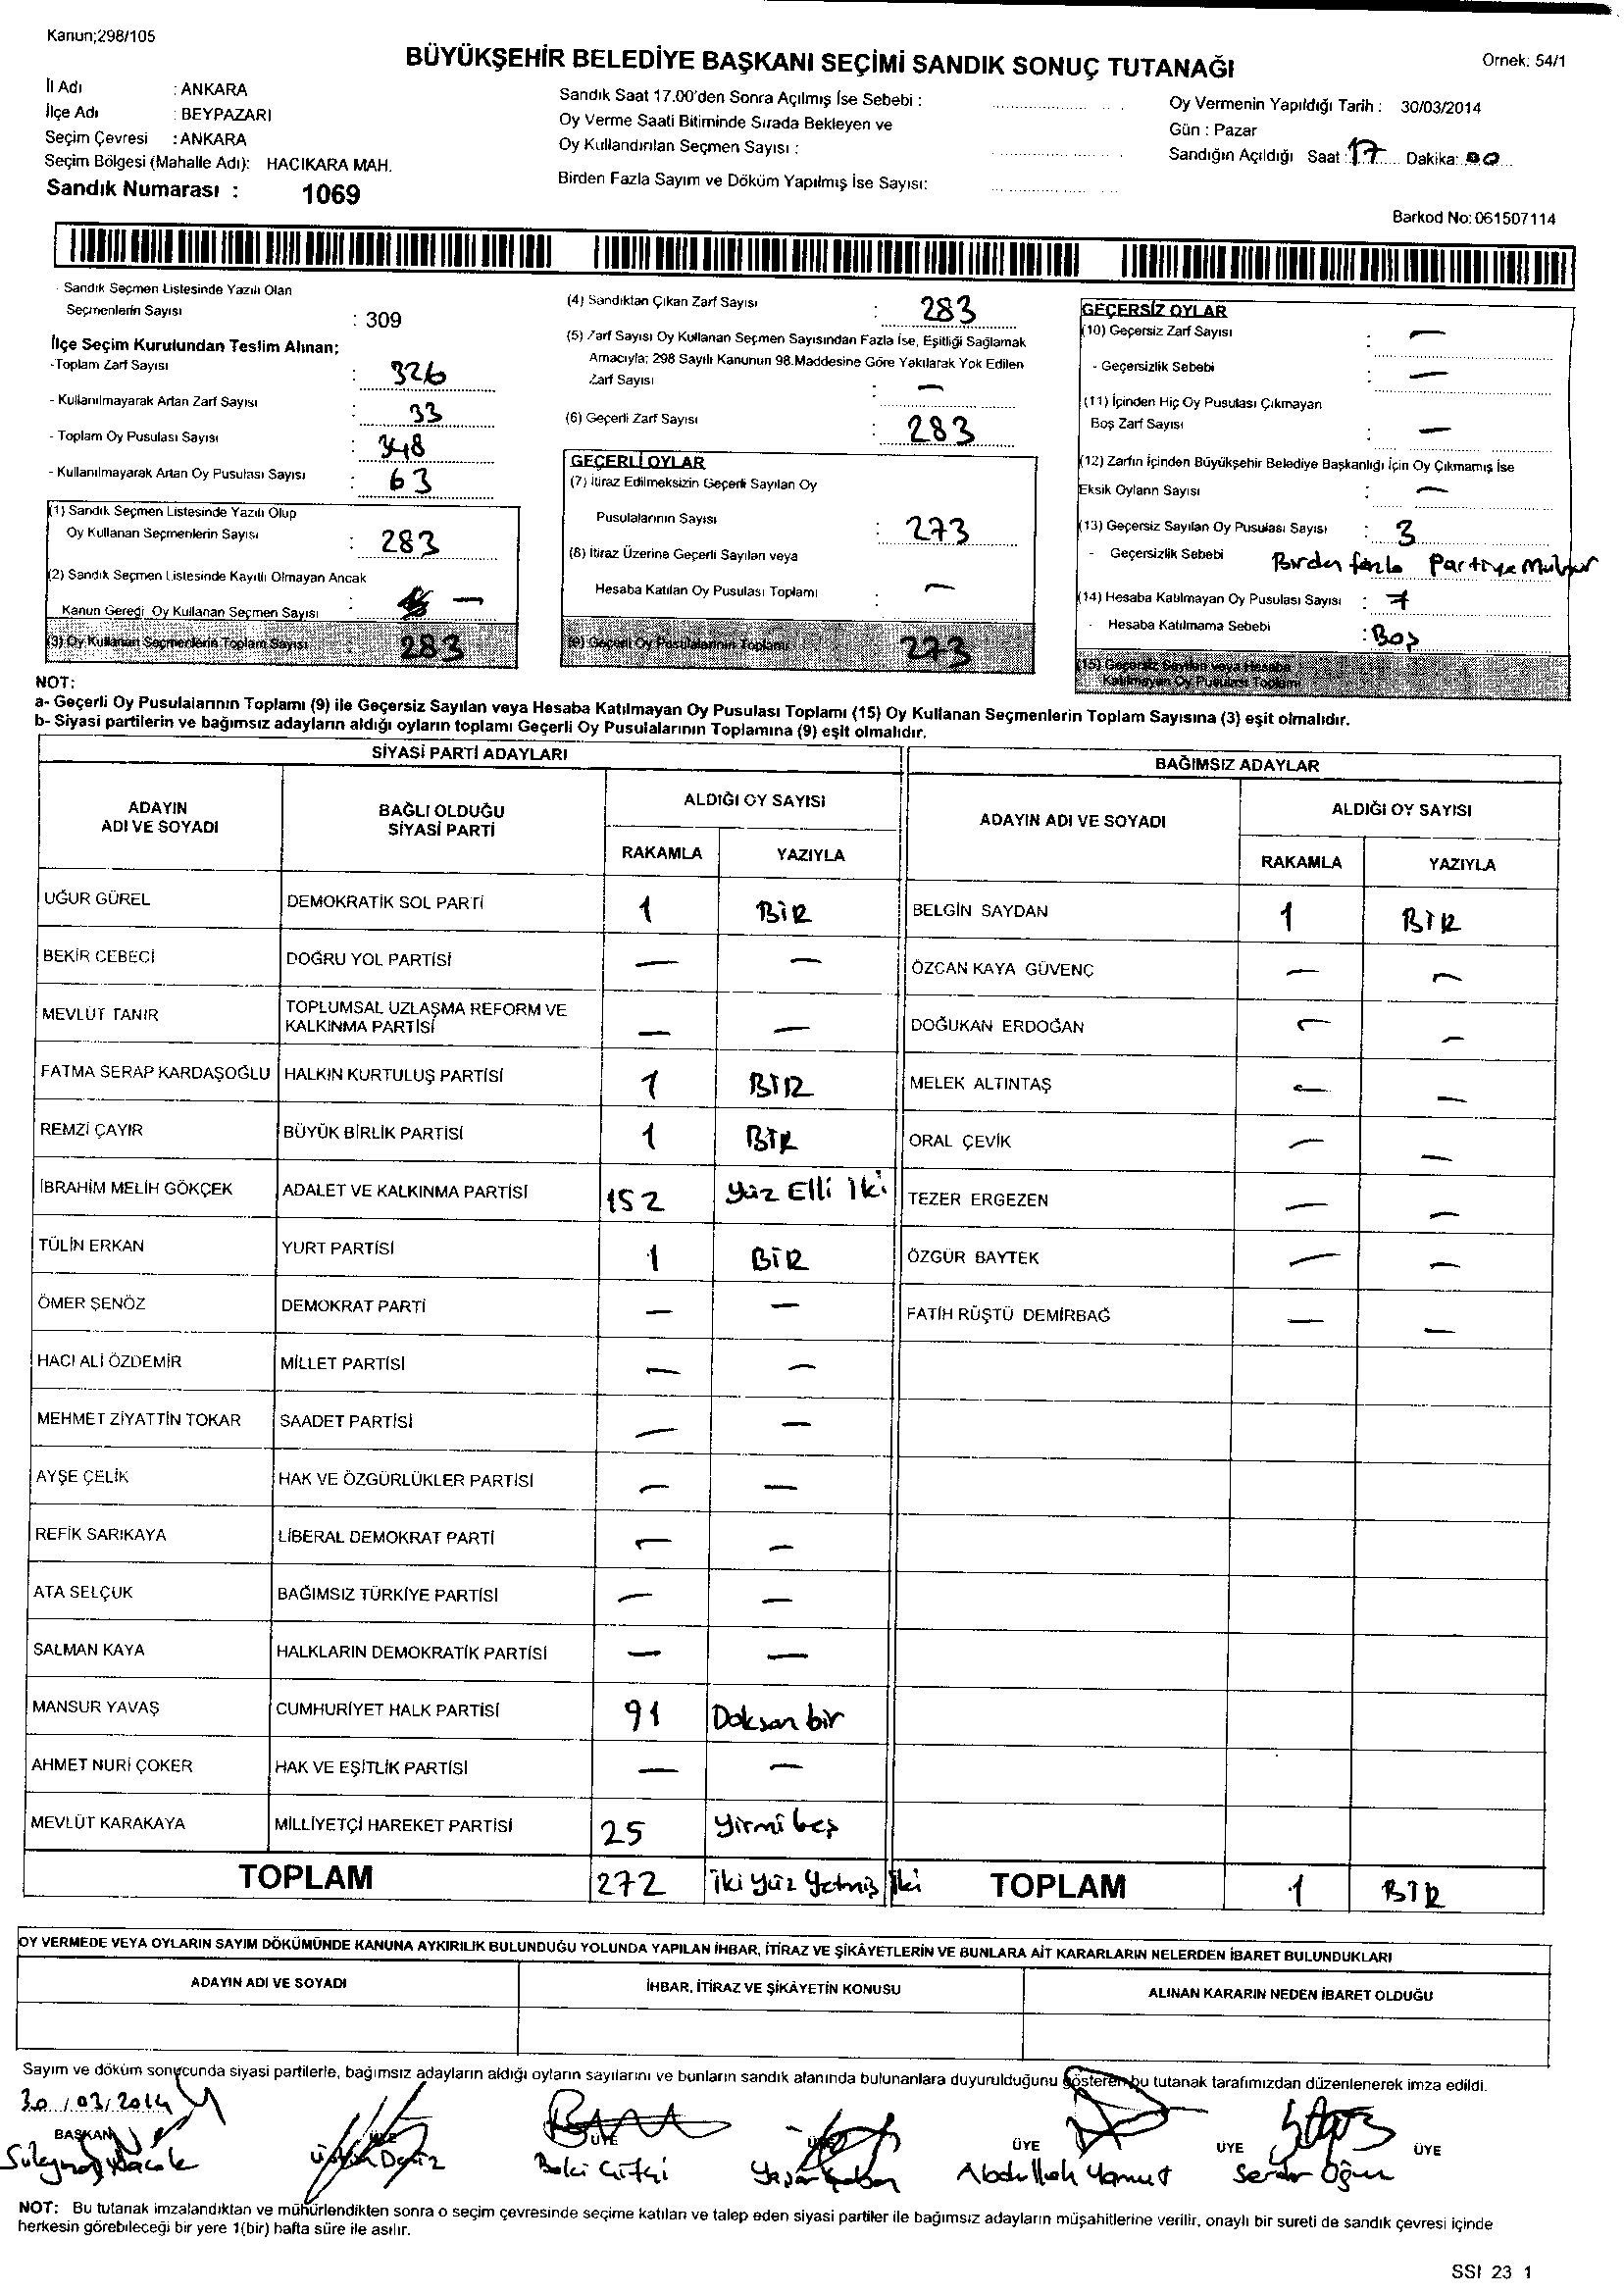 Kanun;298/105
BÜYÜKŞEHİR BELEDİYE BAŞKANI SEÇİMİ SANDIK SONUÇ TUTANAĞI
Ornek: 54/1
İl Adı : ANKARA
İlçe Adı : BEYPAZARI
Seçim Çevresi : ANKARA
Seçim Bölgesi (Mahalle Adı): HACIKARA MAH.
Sandık Numarası : 1069
Sandık Saat 17.00'den Sonra Açılmış İse Sebebi :
Oy Verme Saati Bitiminde Sırada Bekleyen ve
Oy Kullandırılan Seçmen Sayısı :
Birden Fazla Sayım ve Döküm Yapılmış İse Sayısı:
Oy Vermenin Yapıldığı Tarih : 30/03/2014
Gün : Pazar
Sandığın Açıldığı Saat : 17 Dakika: 00
Barkod No: 061507114
- Sandık Seçmen Listesinde Yazılı Olan
Seçmenlerin Sayısı : 309
İlçe Seçim Kurulundan Teslim Alınan;
-Toplam Zarf Sayısı : 326
- Kullanılmayarak Artan Zarf Sayısı : 33
- Toplam Oy Pusulası Sayısı : 348
- Kullanılmayarak Artan Oy Pusulası Sayısı : 63
(1) Sandık Seçmen Listesinde Yazılı Olup
Oy Kullanan Seçmenlerin Sayısı : 283
(2) Sandık Seçmen Listesinde Kayıtlı Olmayan Ancak
Kanun Gereği Oy Kullanan Seçmen Sayısı : —
(3) Oy Kullanan Seçmenlerin Toplam Sayısı 283
(4) Sandıktan Çıkan Zarf Sayısı : 283
(5) Zarf Sayısı Oy Kullanan Seçmen Sayısından Fazla İse, Eşitliği Sağlamak
Amacıyla; 298 Sayılı Kanunun 98.Maddesine Göre Yakılarak Yok Edilen
Zarf Sayısı : —
(6) Geçerli Zarf Sayısı : 283
GEÇERLİ OYLAR
(7) İtiraz Edilmeksizin Geçerli Sayılan Oy
Pusulalarının Sayısı : 273
(8) İtiraz Üzerine Geçerli Sayılan veya
Hesaba Katılan Oy Pusulası Toplamı : —
(9) Geçerli Oy Pusulalarının Toplamı 273
GEÇERSİZ OYLAR
(10) Geçersiz Zarf Sayısı : —
- Geçersizlik Sebebi : —
(11) İçinden Hiç Oy Pusulası Çıkmayan
Boş Zarf Sayısı : —
(12) Zarfın İçinden Büyükşehir Belediye Başkanlığı İçin Oy Çıkmamış İse
Eksik Oyların Sayısı : —
(13) Geçersiz Sayılan Oy Pusulası Sayısı : 3
- Geçersizlik Sebebi Birden fazla Partiye Mühür
(14) Hesaba Katılmayan Oy Pusulası Sayısı : 7
- Hesaba Katılmama Sebebi : Boş
(15) Geçersiz Sayılan veya Hesaba
Katılmayan Oy Pusulası Toplamı
NOT:
a- Geçerli Oy Pusulalarının Toplamı (9) ile Geçersiz Sayılan veya Hesaba Katılmayan Oy Pusulası Toplamı (15) Oy Kullanan Seçmenlerin Toplam Sayısına (3) eşit olmalıdır.
b- Siyasi partilerin ve bağımsız adayların aldığı oyların toplamı Geçerli Oy Pusulalarının Toplamına (9) eşit olmalıdır.
SİYASİ PARTİ ADAYLARI
ADAYIN ADI VE SOYADI
BAĞLI OLDUĞU SİYASİ PARTİ
ALDIĞI OY SAYISI
RAKAMLA YAZIYLA
UĞUR GÜREL DEMOKRATİK SOL PARTİ 1 BİR
BEKİR CEBECİ DOĞRU YOL PARTİSİ — —
MEVLÜT TANIR TOPLUMSAL UZLAŞMA REFORM VE KALKINMA PARTİSİ — —
FATMA SERAP KARDAŞOĞLU HALKIN KURTULUŞ PARTİSİ 1 BİR
REMZİ ÇAYIR BÜYÜK BİRLİK PARTİSİ 1 BİR
İBRAHİM MELİH GÖKÇEK ADALET VE KALKINMA PARTİSİ 152 Yüz Elli İki
TÜLİN ERKAN YURT PARTİSİ 1 BİR
ÖMER ŞENÖZ DEMOKRAT PARTİ — —
HACI ALİ ÖZDEMİR MİLLET PARTİSİ — —
MEHMET ZİYATTİN TOKAR SAADET PARTİSİ — —
AYŞE ÇELİK HAK VE ÖZGÜRLÜKLER PARTİSİ — —
REFİK SARIKAYA LİBERAL DEMOKRAT PARTİ — —
ATA SELÇUK BAĞIMSIZ TÜRKİYE PARTİSİ — —
SALMAN KAYA HALKLARIN DEMOKRATİK PARTİSİ — —
MANSUR YAVAŞ CUMHURİYET HALK PARTİSİ 91 Doksan bir
AHMET NURİ ÇOKER HAK VE EŞİTLİK PARTİSİ — —
MEVLÜT KARAKAYA MİLLİYETÇİ HAREKET PARTİSİ 25 Yirmi beş
TOPLAM 272 İki Yüz Yetmiş İki
BAĞIMSIZ ADAYLAR
ADAYIN ADI VE SOYADI
ALDIĞI OY SAYISI
RAKAMLA YAZIYLA
BELGİN SAYDAN 1 BİR
ÖZCAN KAYA GÜVENÇ — —
DOĞUKAN ERDOĞAN — —
MELEK ALTINTAŞ — —
ORAL ÇEVİK — —
TEZER ERGEZEN — —
ÖZGÜR BAYTEK — —
FATİH RÜŞTÜ DEMİRBAĞ — —
TOPLAM 1 BİR
OY VERMEDE VEYA OYLARIN SAYIM DÖKÜMÜNDE KANUNA AYKIRILIK BULUNDUĞU YOLUNDA YAPILAN İHBAR, İTİRAZ VE ŞİKÂYETLERİN VE BUNLARA AİT KARARLARIN NELERDEN İBARET BULUNDUKLARI
ADAYIN ADI VE SOYADI İHBAR, İTİRAZ VE ŞİKÂYETİN KONUSU ALINAN KARARIN NEDEN İBARET OLDUĞU
Sayım ve döküm sonucunda siyasi partilerle, bağımsız adayların aldığı oyların sayılarını ve bunların sandık alanında bulunanlara duyurulduğunu gösteren bu tutanak tarafımızdan düzenlenerek imza edildi.
30 / 03 / 2014
BAŞKAN ÜYE ÜYE ÜYE ÜYE ÜYE ÜYE
Deniz Baki Çiftçi Yaşar Abdullah Yamut Serdar
NOT: Bu tutanak imzalandıktan ve mühürlendikten sonra o seçim çevresinde seçime katılan ve talep eden siyasi partiler ile bağımsız adayların müşahitlerine verilir, onaylı bir sureti de sandık çevresi içinde
herkesin görebileceği bir yere 1(bir) hafta süre ile asılır.
SSI 23 1